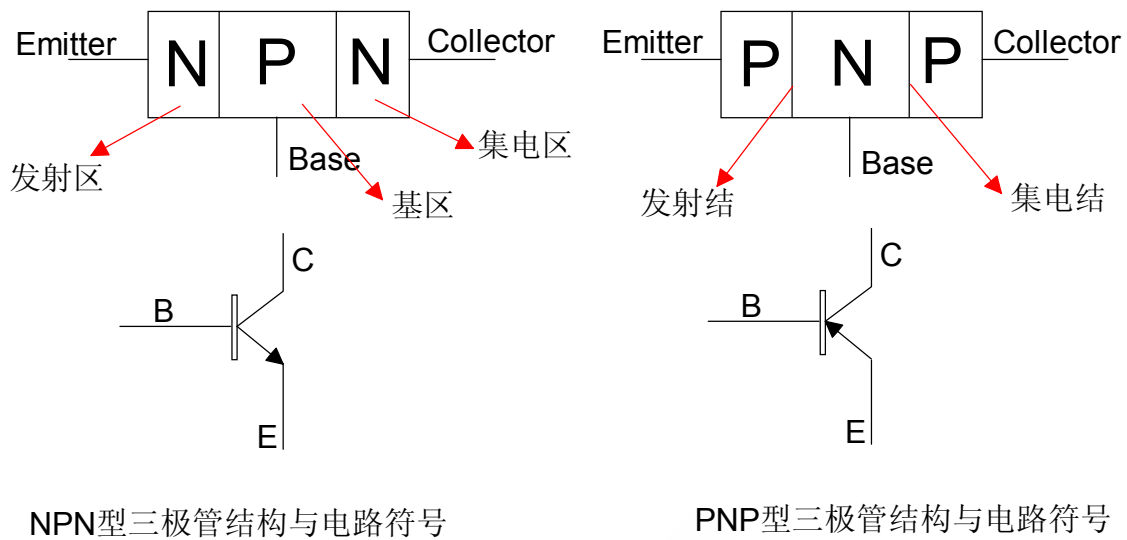 Emitter
N
P
N
Collector
Base
发射区
基区
集电区
C
B
E
NPN型三极管结构与电路符号
Emitter
P
N
P
Collector
Base
发射结
集电结
C
B
E
PNP型三极管结构与电路符号